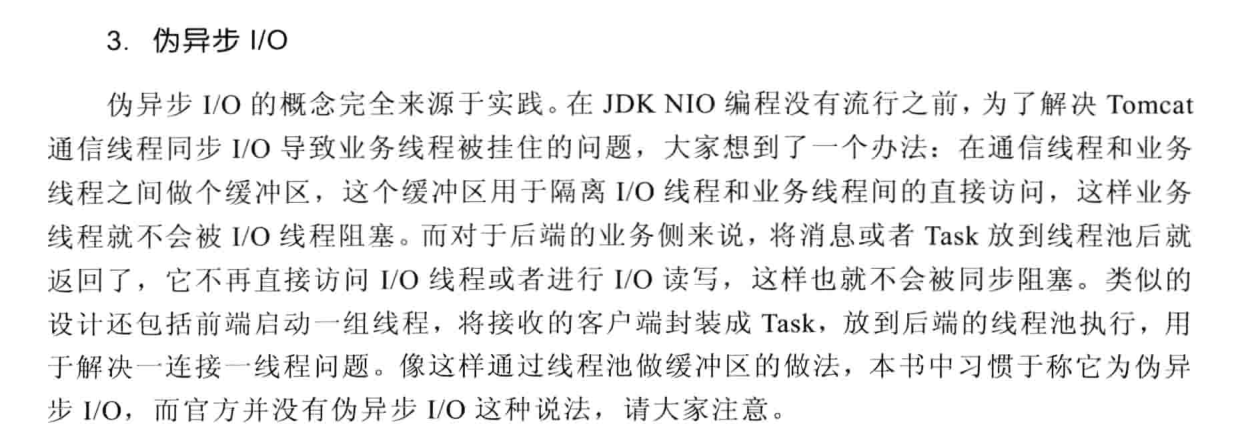 3. 伪异步 I/O
伪异步 I/O 的概念完全来源于实践。在 JDK NIO 编程没有流行之前，为了解决 Tomcat
通信线程同步 I/O 导致业务线程被挂住的问题，大家想到了一个办法：在通信线程和业务
线程之间做个缓冲区，这个缓冲区用于隔离 I/O 线程和业务线程间的直接访问，这样业务
线程就不会被 I/O 线程阻塞。而对于后端的业务侧来说，将消息或者 Task 放到线程池后就
返回了，它不再直接访问 I/O 线程或者进行 I/O 读写，这样也就不会被同步阻塞。类似的
设计还包括前端启动一组线程，将接收的客户端封装成 Task，放到后端的线程池执行，用
于解决一连接一线程问题。像这样通过线程池做缓冲区的做法，本书中习惯于称它为伪异
步 I/O，而官方并没有伪异步 I/O 这种说法，请大家注意。